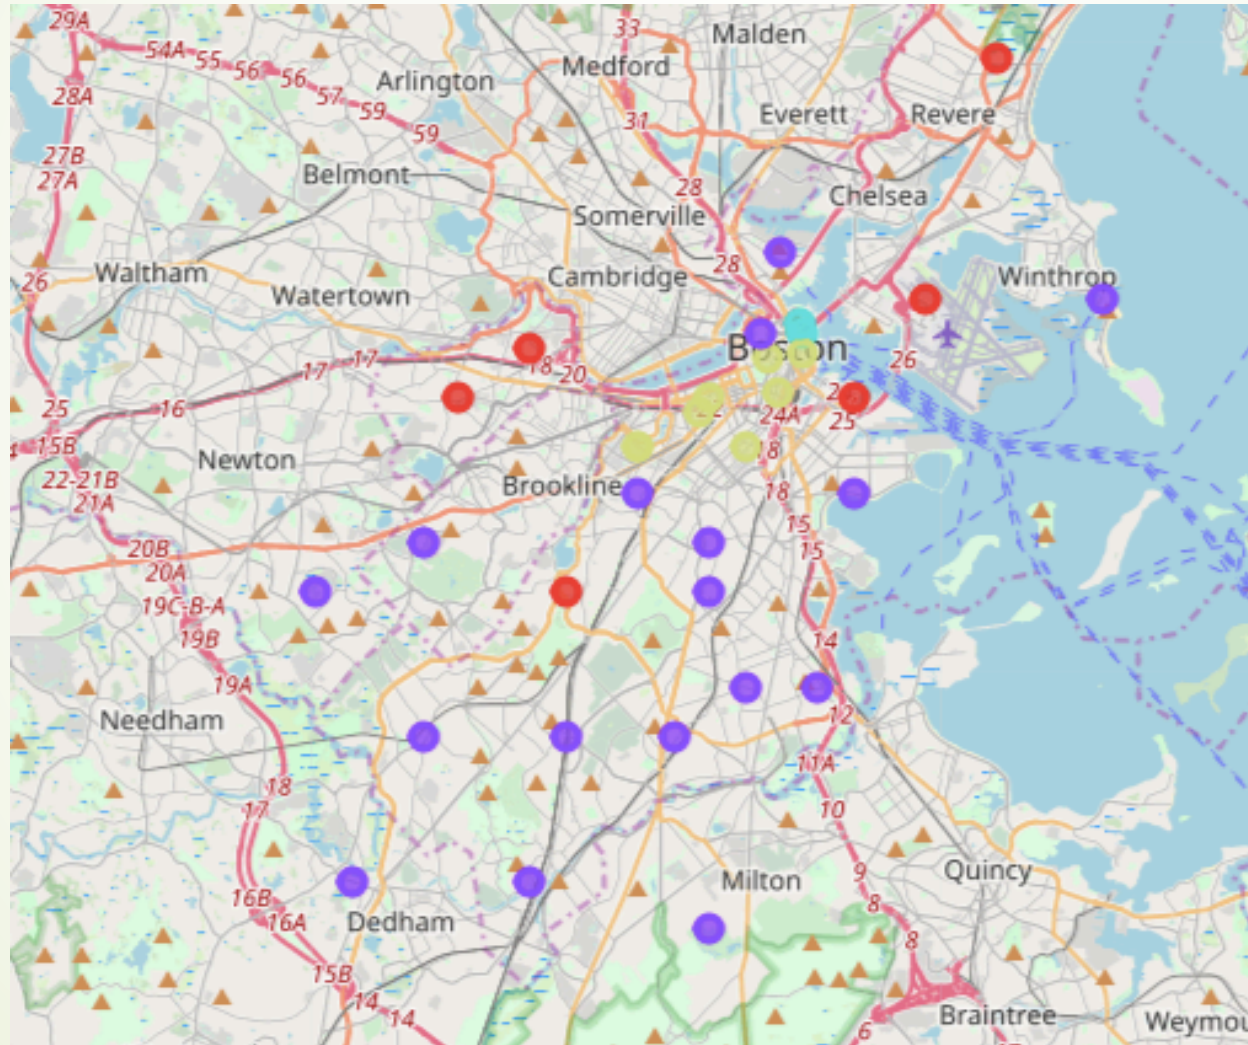 29A
33
Malden
54A
55
56
56
Medford
Arlington
57
28A
59
59
31
Everett
Revere
27B
27A
Belmont
28
Chelsea
Somerville
28
Waltham
Cambridge
Winthrop
26
Watertown
Boston
17
17
18
20
26
25
16
24A
25
15B
18
Newton
22-21B
21A
Brookline
18
15
15
20B
20A
19C-B-A
19B
14
19A
Needham
12
11A
18
17
10
16B
16A
Milton
Quincy
9
8
Dedham
8
15B
14
14
Braintree
6
Weymou